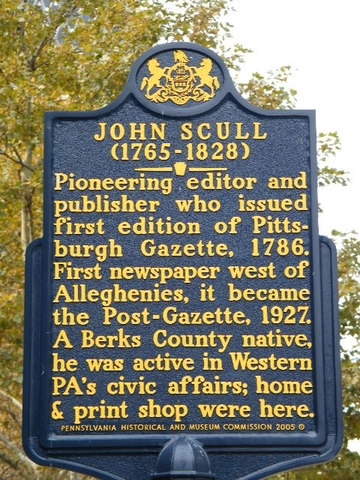 JOHN SCULL
(1765-1828)
Pioneering editor and
publisher who issued
first edition of Pitts-
burgh Gazette, 1786.
First newspaper west of
Alleghenies, it became
the Post-Gazette, 1927.
A Berks County native,
he was active in Western
PA's civic affairs; home
& print shop were here.
PENNSYLVANIA HISTORICAL AND MUSEUM COMMISSION 2005 ©